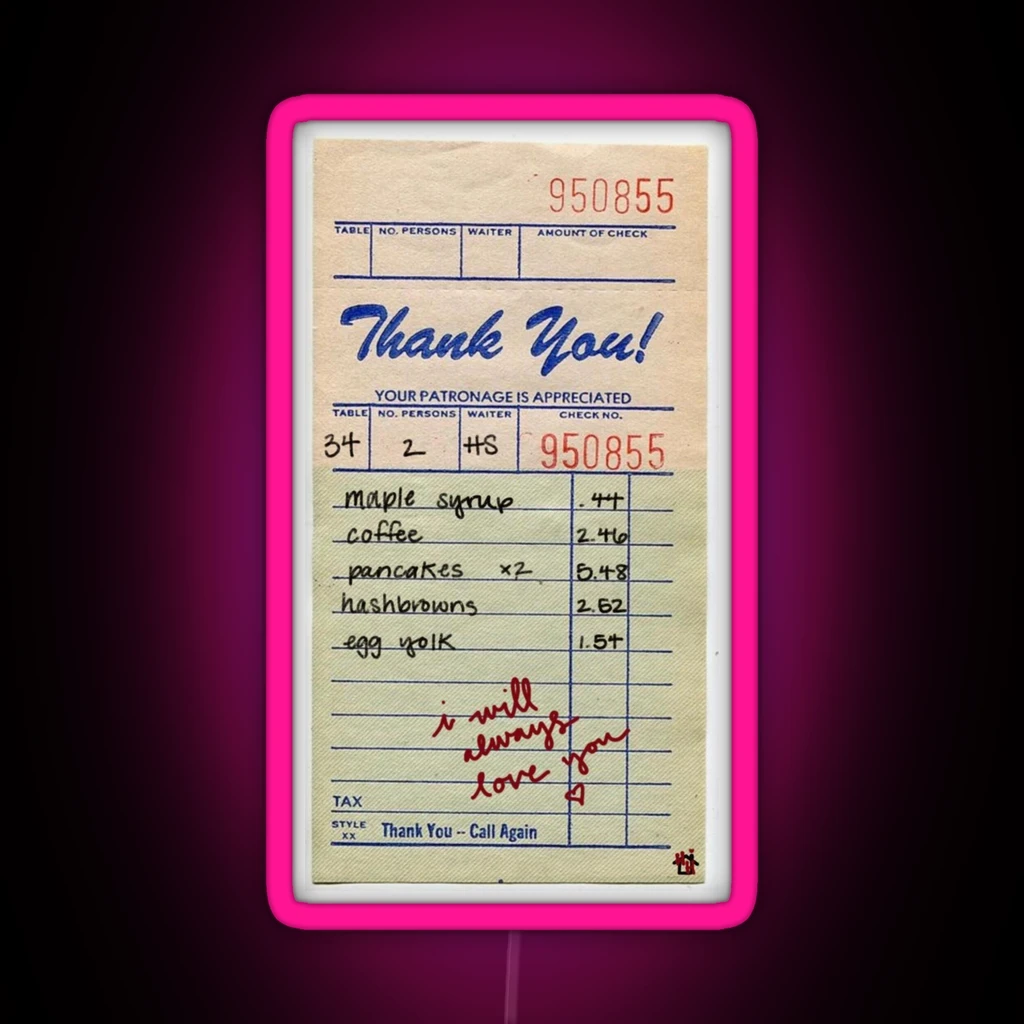 950855
TABLE NO. PERSONS WAITER AMOUNT OF CHECK
Thank You!
YOUR PATRONAGE IS APPRECIATED
TABLE NO. PERSONS WAITER CHECK NO.
34 2 HS 950855
maple syrup .44
coffee 2.46
pancakes x2 5.48
hashbrowns 2.52
egg yolk 1.54
i will
always
love you
TAX
STYLE XX Thank You -- Call Again